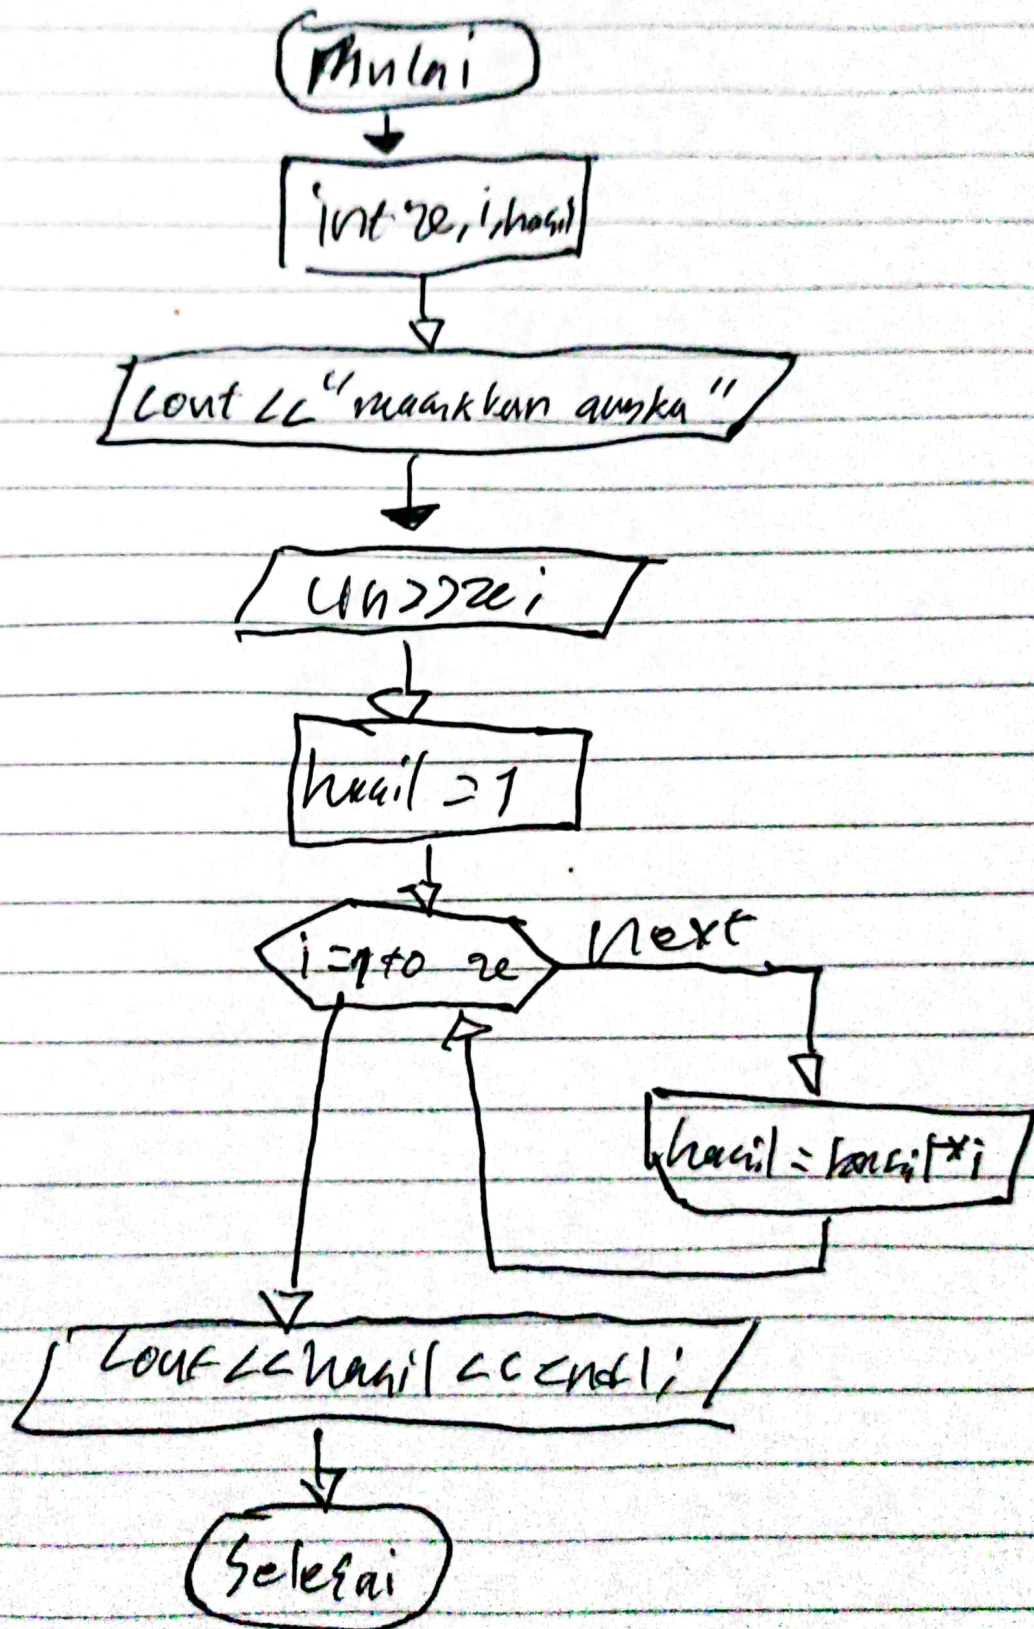 Mulai
int x, i, hasil
cout << "masukkan angka"
cin >> x;
hasil = 1
i = 1 to x
Next
hasil = hasil * i
cout << hasil << endl;
Selesai